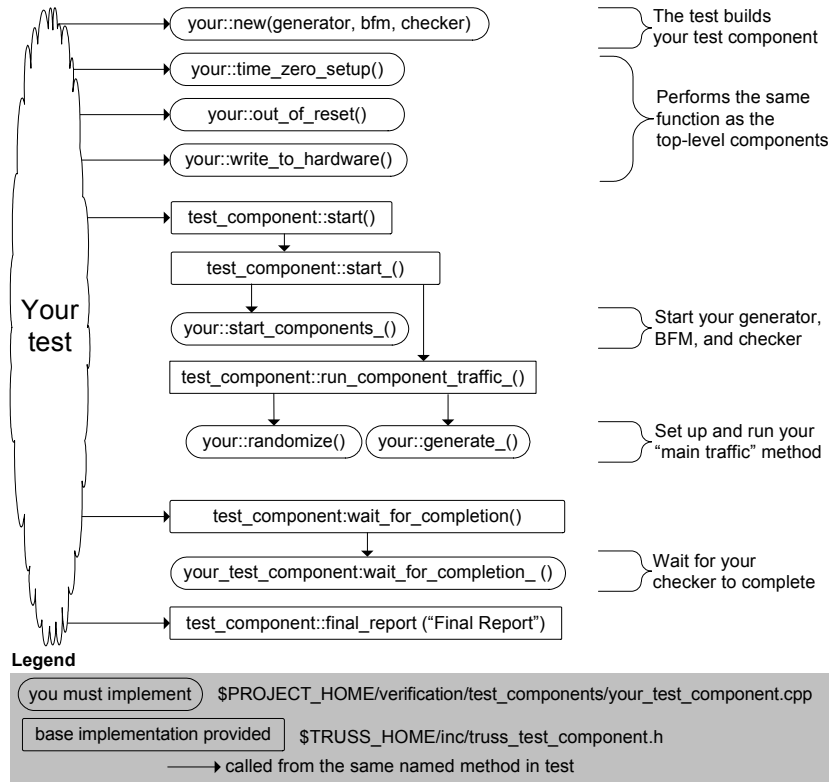 your::new(generator, bfm, checker)
The test builds
your test component
your::time_zero_setup()
your::out_of_reset()
your::write_to_hardware()
Performs the same
function as the
top-level components
test_component::start()
test_component::start_()
Your
test
your::start_components_()
Start your generator,
BFM, and checker
test_component::run_component_traffic_()
your::randomize()
your::generate_()
Set up and run your
“main traffic” method
test_component:wait_for_completion()
your_test_component:wait_for_completion_ ()
Wait for your
checker to complete
test_component::final_report (“Final Report”)
Legend
you must implement $PROJECT_HOME/verification/test_components/your_test_component.cpp
base implementation provided $TRUSS_HOME/inc/truss_test_component.h
called from the same named method in test